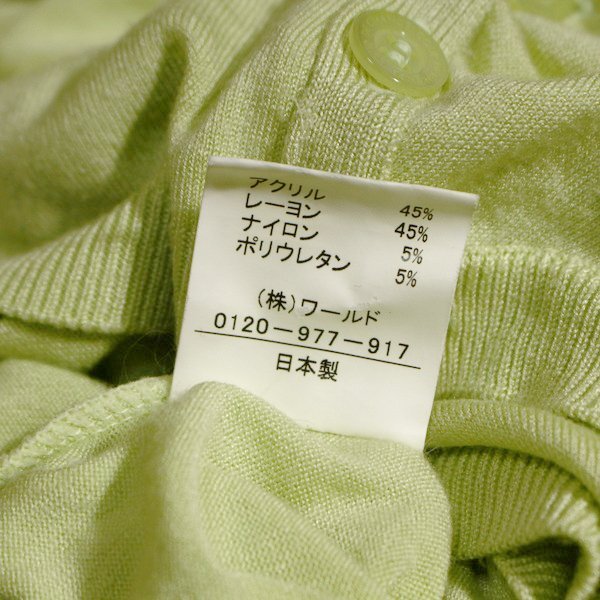 アクリル 45%
レーヨン 45%
ナイロン 5%
ポリウレタン 5%
(株)ワールド
0120-977-917
日本製